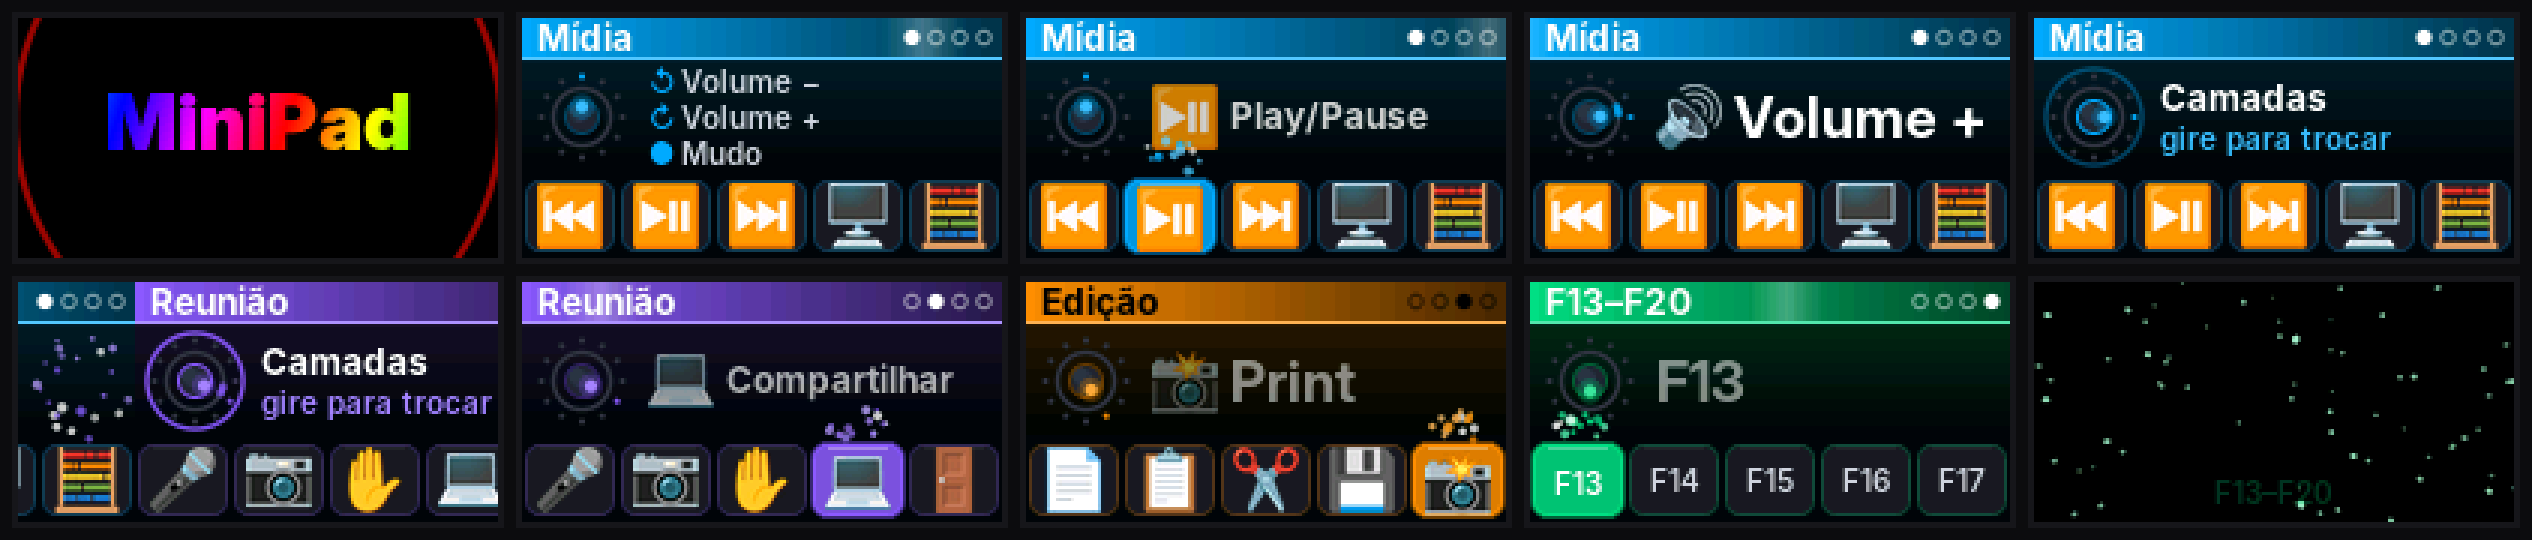 MiniPad
Mídia
Volume −
Volume +
Mudo
Mídia
Play/Pause
Mídia
Volume +
Mídia
Camadas
gire para trocar
Reunião
Camadas
gire para trocar
Reunião
Compartilhar
Edição
Print
F13–F20
F13
F13 F14 F15 F16 F17
F13–F20